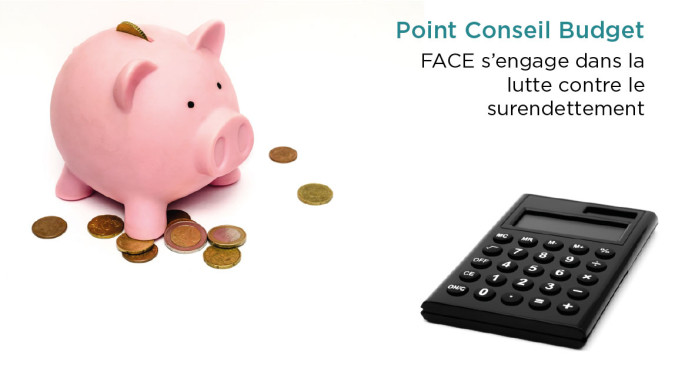 Point Conseil Budget
FACE s’engage dans la
lutte contre le
surendettement
MC MR M- M+ %
√ 7 8 9 ÷
OFF 4 5 6 ×
CE 1 2 3 −
ON/C 0 . = +